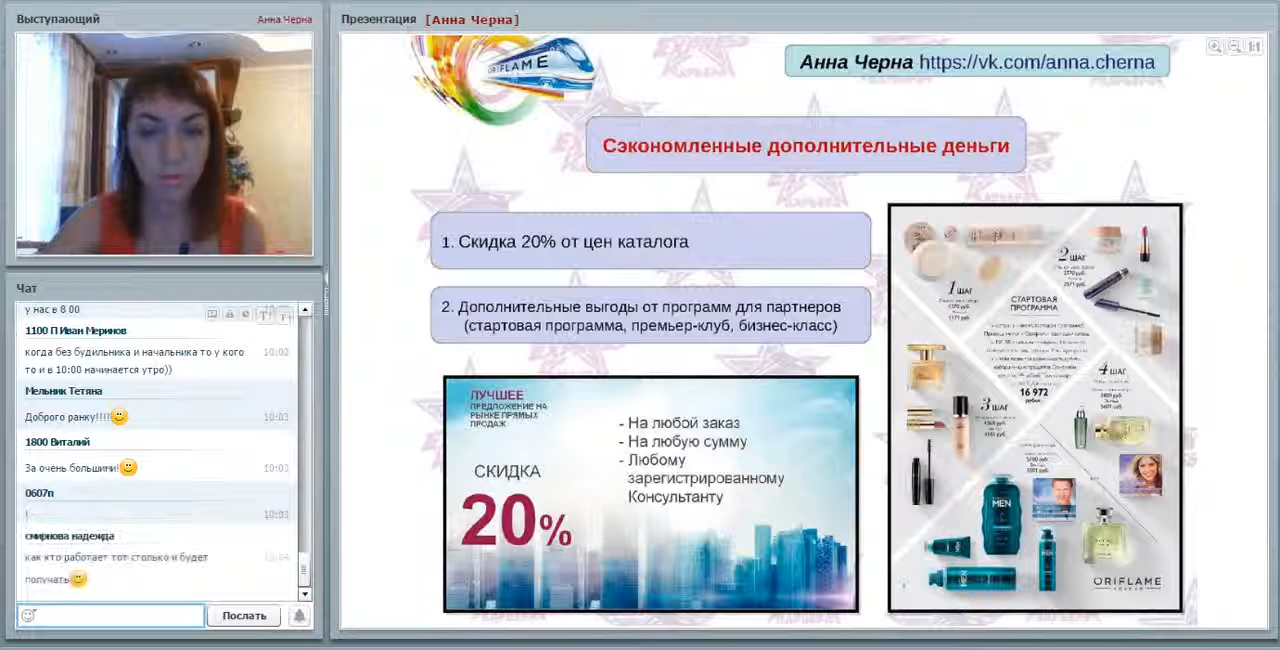 Выступающий
Анна Черна
Чат
у нас в 8 00
1100 П Иван Меринов
когда без будильника и начальника то у кого
10:02
то и в 10:00 начинается утро))
Мельник Тетяна
Доброго ранку!!!!!
10:03
1800 Виталий
За очень большими!
10:03
0607п
!
10:03
смирнова надежда
как кто работает тот столько и будет
получать
Послать
Презентация [Анна Черна]
1:1
ORIFLAME
Анна Черна https://vk.com/anna.cherna
Сэкономленные дополнительные деньги
1. Скидка 20% от цен каталога
2. Дополнительные выгоды от программ для партнеров
(стартовая программа, премьер-клуб, бизнес-класс)
ЛУЧШЕЕ
ПРЕДЛОЖЕНИЕ НА
РЫНКЕ ПРЯМЫХ
ПРОДАЖ
СКИДКА
20%
- На любой заказ
- На любую сумму
- Любому
зарегистрированному
Консультанту
1 ШАГ
2 ШАГ
СТАРТОВАЯ
ПРОГРАММА
16 972
рубля
3 ШАГ
4 ШАГ
MEN
MEN
MEN
ORIFLAME